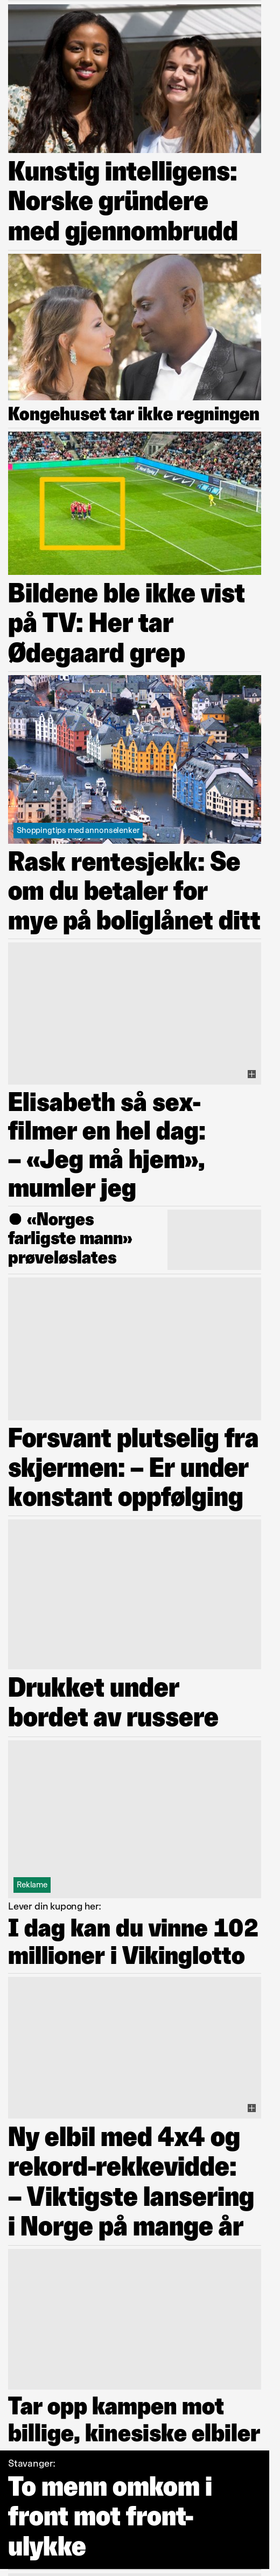 Kunstig intelligens:
Norske gründere
med gjennombrudd
Kongehuset tar ikke regningen
Bildene ble ikke vist
på TV: Her tar
Ødegaard grep
Shoppingtips med annonselenker
Rask rentesjekk: Se
om du betaler for
mye på boliglånet ditt
Elisabeth så sex-
filmer en hel dag:
– «Jeg må hjem»,
mumler jeg
● «Norges
farligste mann»
prøveløslates
Forsvant plutselig fra
skjermen: – Er under
konstant oppfølging
Drukket under
bordet av russere
Reklame
Lever din kupong her:
I dag kan du vinne 102
millioner i Vikinglotto
Ny elbil med 4x4 og
rekord-rekkevidde:
– Viktigste lansering
i Norge på mange år
Tar opp kampen mot
billige, kinesiske elbiler
Stavanger:
To menn omkom i
front mot front-
ulykke